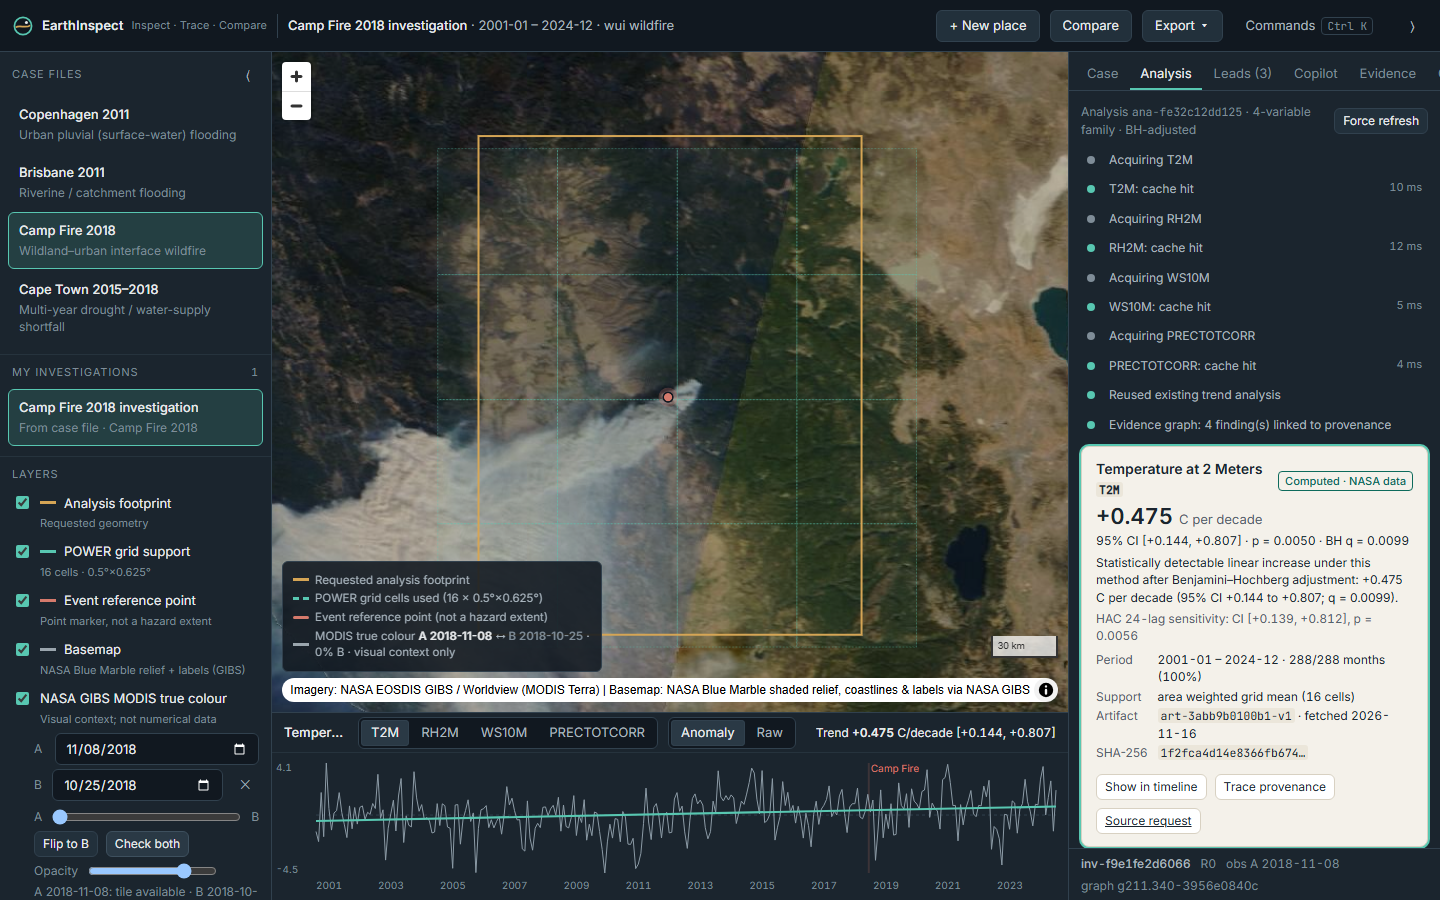 EarthInspect Inspect · Trace · Compare
Camp Fire 2018 investigation · 2001-01 – 2024-12 · wui wildfire
+ New place
Compare
Export
Commands Ctrl K
CASE FILES
Copenhagen 2011
Urban pluvial (surface-water) flooding
Brisbane 2011
Riverine / catchment flooding
Camp Fire 2018
Wildland–urban interface wildfire
Cape Town 2015–2018
Multi-year drought / water-supply
shortfall
MY INVESTIGATIONS 1
Camp Fire 2018 investigation
From case file · Camp Fire 2018
LAYERS
Analysis footprint
Requested geometry
POWER grid support
16 cells · 0.5°×0.625°
Event reference point
Point marker, not a hazard extent
Basemap
NASA Blue Marble relief + labels (GIBS)
NASA GIBS MODIS true colour
Visual context; not numerical data
A 11/08/2018
B 10/25/2018
A B
Flip to B
Check both
Opacity
A 2018-11-08: tile available · B 2018-10-
+
−
Requested analysis footprint
POWER grid cells used (16 × 0.5°×0.625°)
Event reference point (not a hazard extent)
MODIS true colour A 2018-11-08 ↔ B 2018-10-25 ·
0% B · visual context only
30 km
Imagery: NASA EOSDIS GIBS / Worldview (MODIS Terra) | Basemap: NASA Blue Marble shaded relief, coastlines & labels via NASA GIBS
Temper...
T2M
RH2M
WS10M
PRECTOTCORR
Anomaly
Raw
Trend +0.475 C/decade [+0.144, +0.807]
4.1
Camp Fire
-4.5
2001 2003 2005 2007 2009 2011 2013 2015 2017 2019 2021 2023
Case
Analysis
Leads (3)
Copilot
Evidence
Analysis ana-fe32c12dd125 · 4-variable
family · BH-adjusted
Force refresh
Acquiring T2M
T2M: cache hit 10 ms
Acquiring RH2M
RH2M: cache hit 12 ms
Acquiring WS10M
WS10M: cache hit 5 ms
Acquiring PRECTOTCORR
PRECTOTCORR: cache hit 4 ms
Reused existing trend analysis
Evidence graph: 4 finding(s) linked to provenance
Temperature at 2 Meters
T2M
Computed · NASA data
+0.475 C per decade
95% CI [+0.144, +0.807] · p = 0.0050 · BH q = 0.0099
Statistically detectable linear increase under this
method after Benjamini–Hochberg adjustment: +0.475
C per decade (95% CI +0.144 to +0.807; q = 0.0099).
HAC 24-lag sensitivity: CI [+0.139, +0.812], p =
0.0056
Period 2001-01 – 2024-12 · 288/288 months
(100%)
Support area weighted grid mean (16 cells)
Artifact art-3abb9b0100b1-v1 · fetched 2026-
11-16
SHA-256 1f2fca4d14e8366fb674…
Show in timeline
Trace provenance
Source request
inv-f9e1fe2d6066 R0 obs A 2018-11-08
graph g211.340-3956e0840c